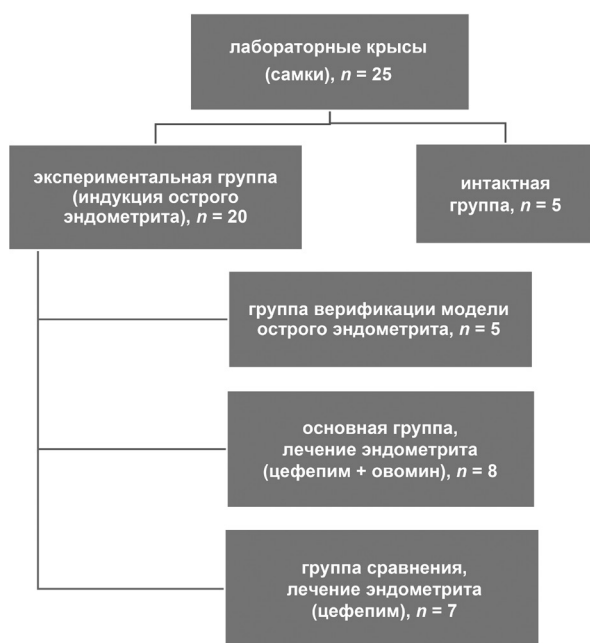 лабораторные крысы
(самки), n = 25
экспериментальная группа
(индукция острого
эндометрита), n = 20
интактная
группа, n = 5
группа верификации модели
острого эндометрита, n = 5
основная группа,
лечение эндометрита
(цефепим + овомин), n = 8
группа сравнения,
лечение эндометрита
(цефепим), n = 7